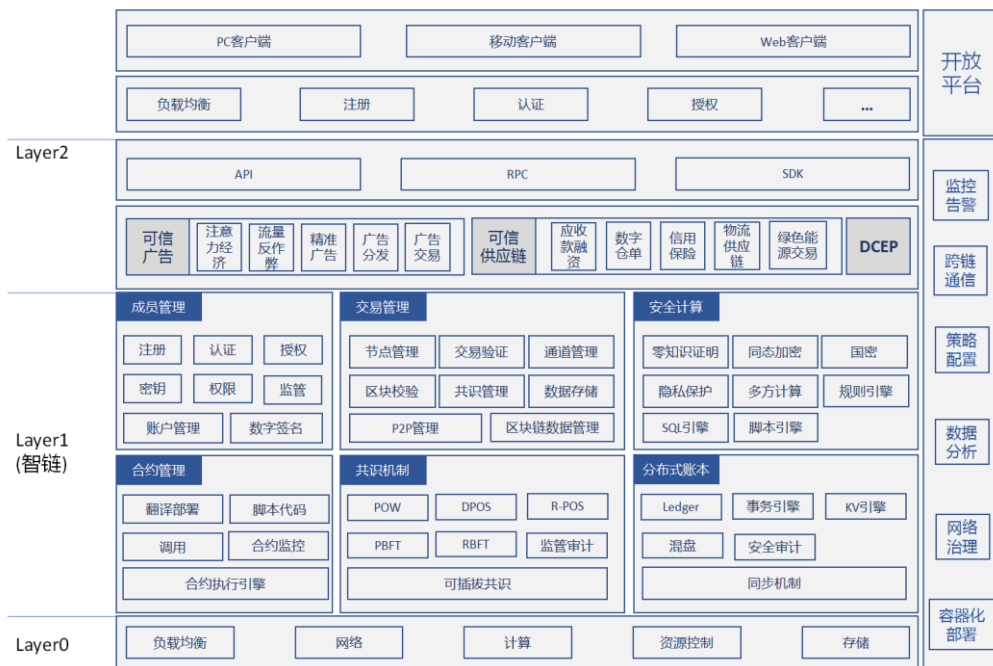 PC客户端
移动客户端
Web客户端
负载均衡
注册
认证
授权
...
开放
平台
Layer2
API
RPC
SDK
可信
广告
注意
力经
济
流量
反作
弊
精准
广告
广告
分发
广告
交易
可信
供应链
应收
款融
资
数字
仓单
信用
保险
物流
供应
链
绿色能
源交易
DCEP
Layer1
(智链)
成员管理
注册
认证
授权
密钥
权限
监管
账户管理
数字签名
交易管理
节点管理
交易验证
通道管理
区块校验
共识管理
数据存储
P2P管理
区块链数据管理
安全计算
零知识证明
同态加密
国密
隐私保护
多方计算
规则引擎
SQL引擎
脚本引擎
合约管理
翻译部署
脚本代码
调用
合约监控
合约执行引擎
共识机制
POW
DPOS
R-POS
PBFT
RBFT
监管审计
可插拔共识
分布式账本
Ledger
事务引擎
KV引擎
混盘
安全审计
同步机制
Layer0
负载均衡
网络
计算
资源控制
存储
监控
告警
跨链
通信
策略
配置
数据
分析
网络
治理
容器化
部署